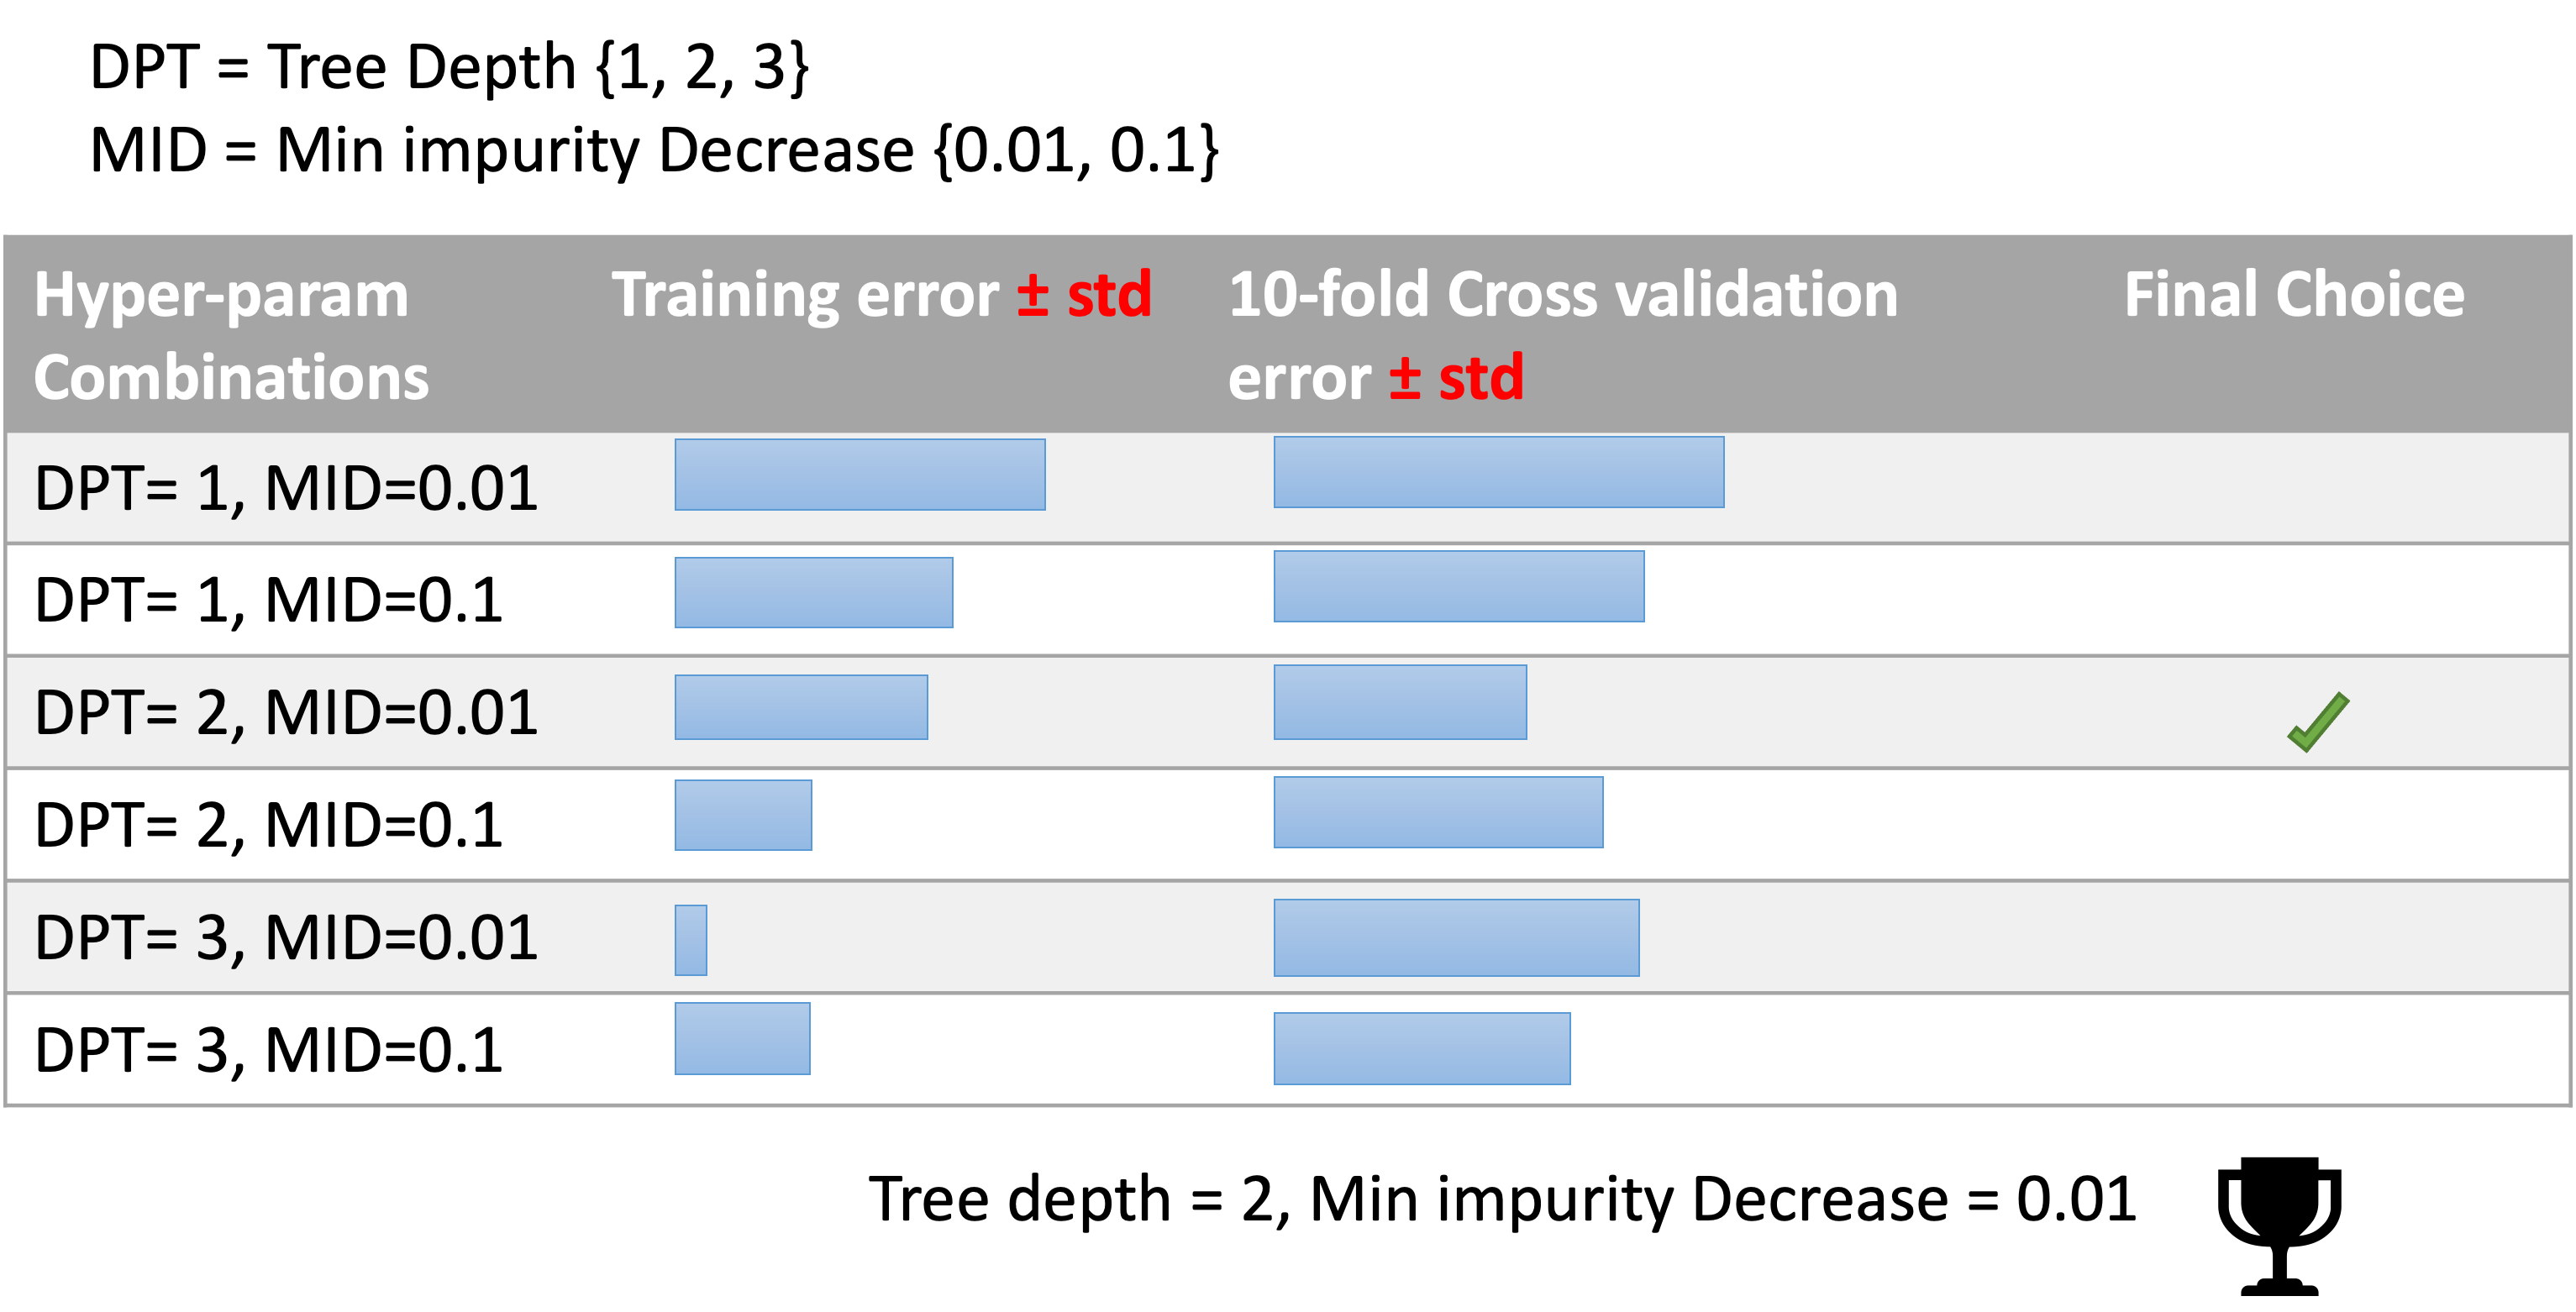 DPT = Tree Depth {1, 2, 3}
MID = Min impurity Decrease {0.01, 0.1}
Hyper-param Combinations
Training error ± std
10-fold Cross validation error ± std
Final Choice
DPT= 1, MID=0.01
DPT= 1, MID=0.1
DPT= 2, MID=0.01
DPT= 2, MID=0.1
DPT= 3, MID=0.01
DPT= 3, MID=0.1
Tree depth = 2, Min impurity Decrease = 0.01